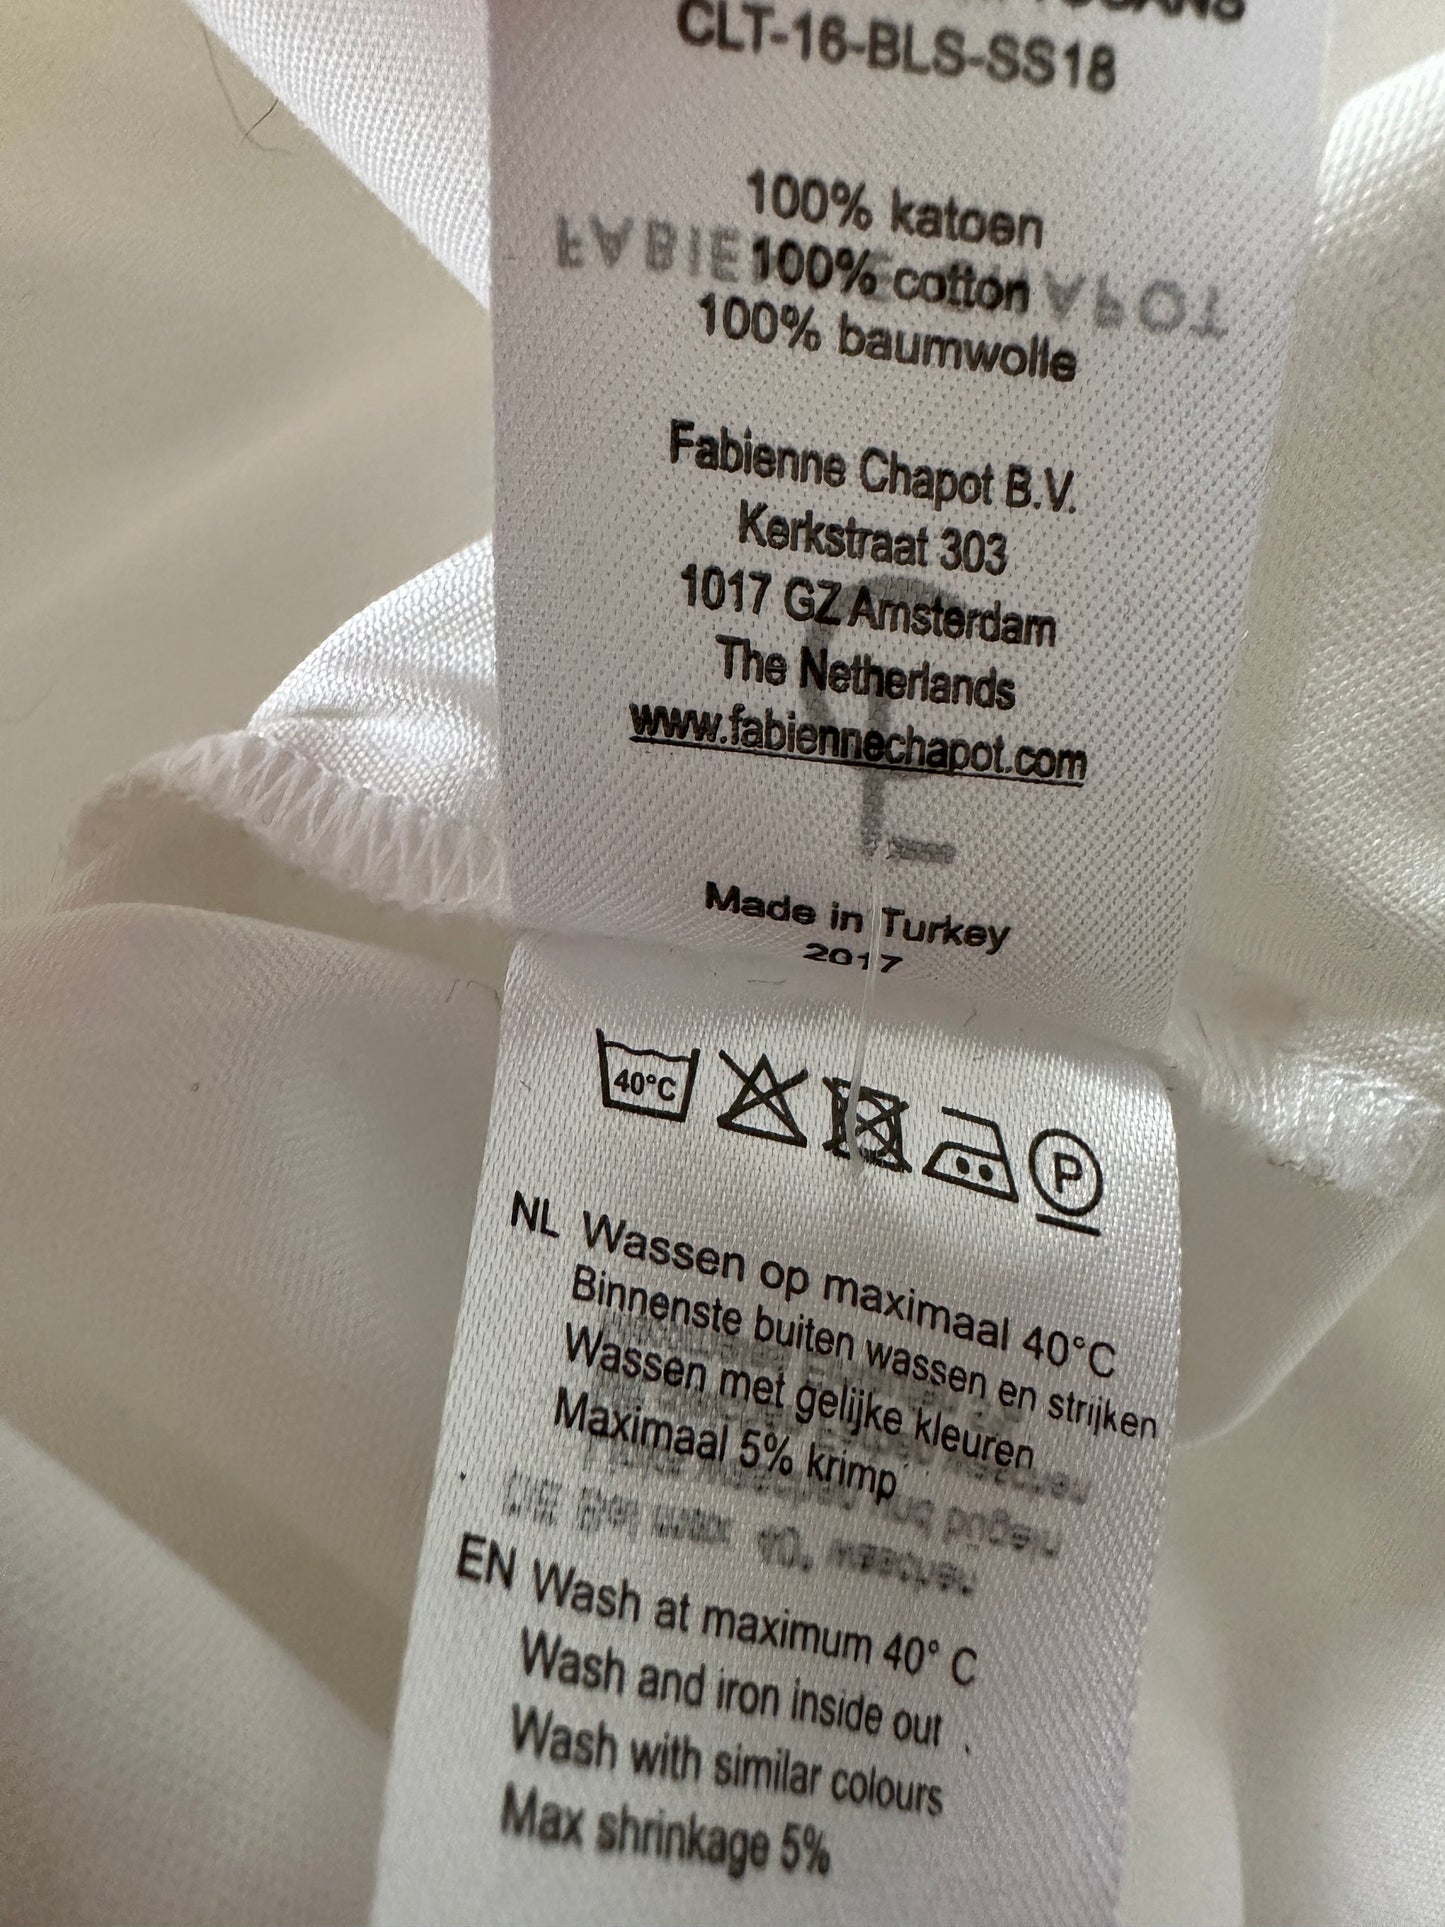 CLT-16-BLS-SS18
100% katoen
100% cotton
100% baumwolle
Fabienne Chapot B.V.
Kerkstraat 303
1017 GZ Amsterdam
The Netherlands
www.fabiennechapot.com
Made in Turkey
2017
40°C
P
NL Wassen op maximaal 40°C
Binnenste buiten wassen en strijken
Wassen met gelijke kleuren
Maximaal 5% krimp
EN Wash at maximum 40° C
Wash and iron inside out
Wash with similar colours
Max shrinkage 5%